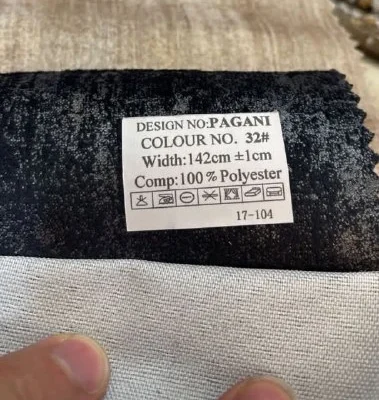 DESIGN NO:PAGANI
COLOUR NO. 32#
Width:142cm ±1cm
Comp:100% Polyester
17-104